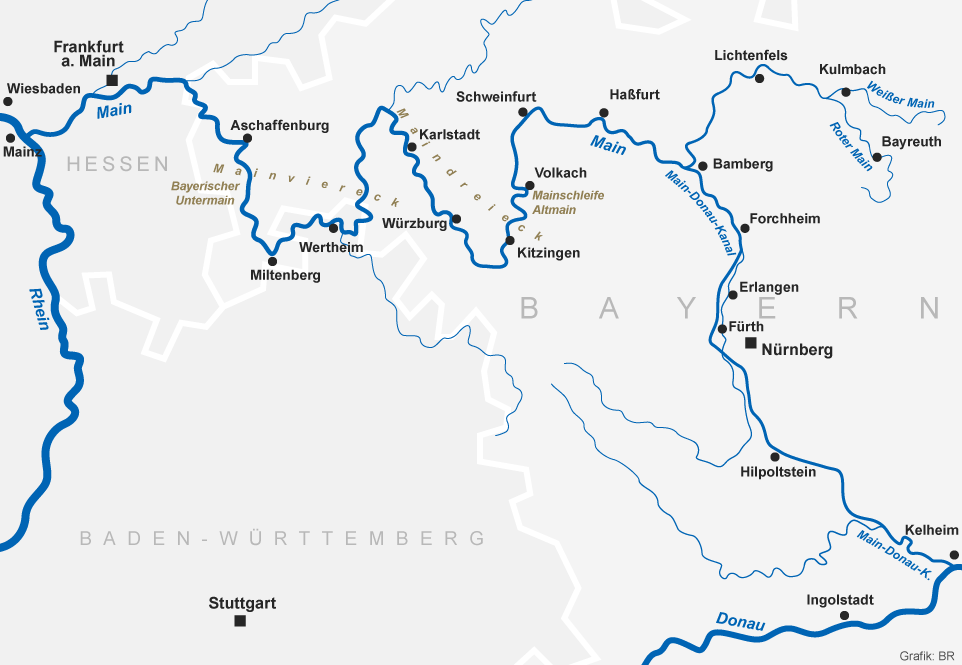 Frankfurt
a. Main
Wiesbaden
Main
Mainz
HESSEN
Aschaffenburg
Mainviereck
Bayerischer
Untermain
Miltenberg
Wertheim
Maindreieck
Karlstadt
Würzburg
Schweinfurt
Volkach
Mainschleife
Altmain
Kitzingen
Haßfurt
Main
Lichtenfels
Kulmbach
Weißer Main
Roter Main
Bayreuth
Bamberg
Main-Donau-Kanal
Forchheim
Erlangen
BAYERN
Fürth
Nürnberg
Rhein
Hilpoltstein
BADEN-WÜRTTEMBERG
Kelheim
Main-Donau-K.
Stuttgart
Ingolstadt
Donau
Grafik: BR